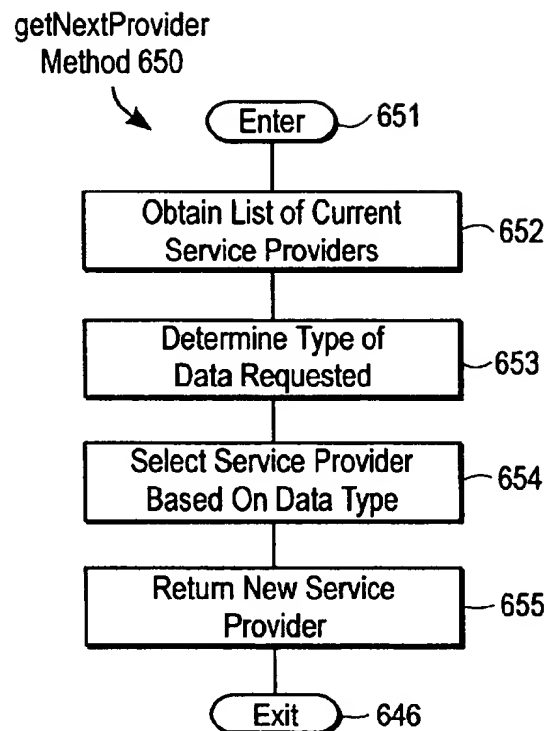 getNextProvider
Method 650
Enter
651
Obtain List of Current
Service Providers
652
Determine Type of
Data Requested
653
Select Service Provider
Based On Data Type
654
Return New Service
Provider
655
Exit
646